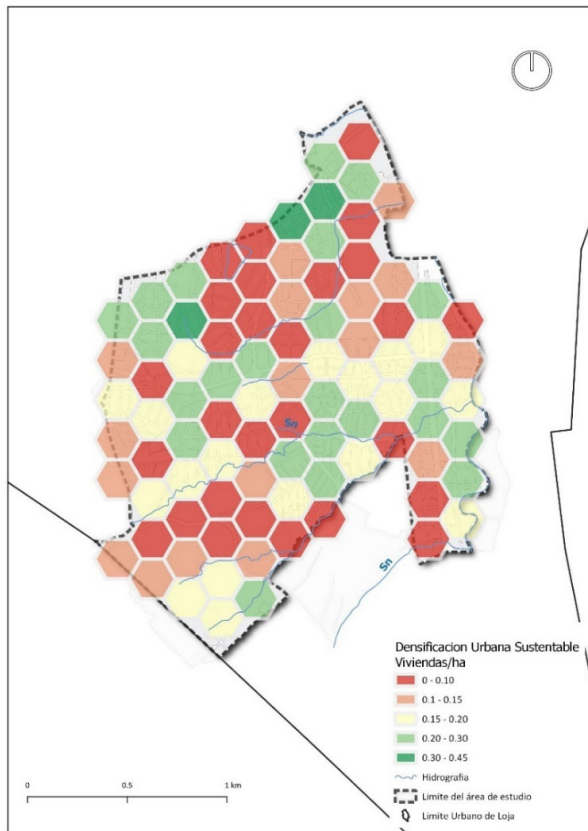 Sn
Sn
Densificacion Urbana Sustentable
Viviendas/ha
0 - 0.10
0.1 - 0.15
0.15 - 0.20
0.20 - 0.30
0.30 - 0.45
Hidrografia
Limite del área de estudio
Limite Urbano de Loja
0 0.5 1 km